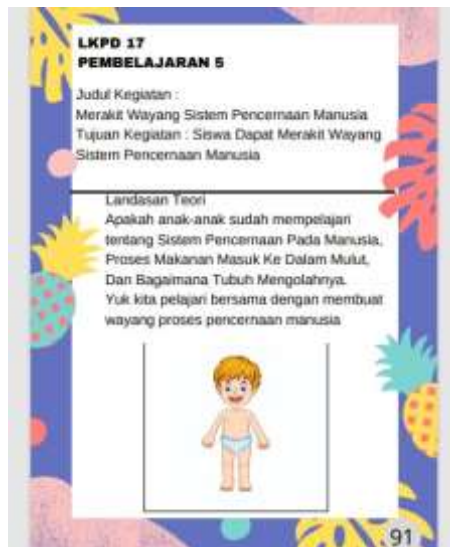 LKPD 17
PEMBELAJARAN 5
Judul Kegiatan :
Merakit Wayang Sistem Pencernaan Manusia
Tujuan Kegiatan : Siswa Dapat Merakit Wayang
Sistem Pencernaan Manusia
Landasan Teori
Apakah anak-anak sudah mempelajari
tentang Sistem Pencernaan Pada Manusia,
Proses Makanan Masuk Ke Dalam Mulut,
Dan Bagaimana Tubuh Mengolahnya.
Yuk kita pelajari bersama dengan membuat
wayang proses pencernaan manusia
91